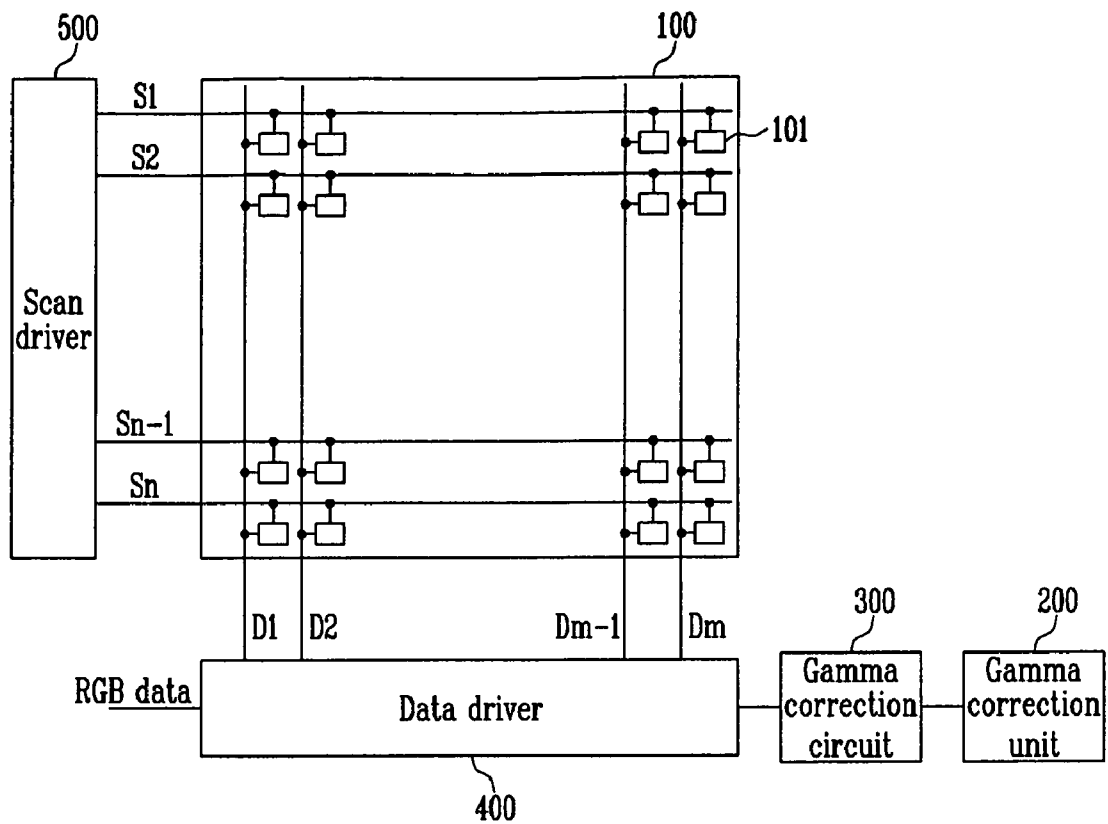 500
100
S1
101
S2
Scan
driver
Sn-1
Sn
D1
D2
Dm-1
Dm
300
200
RGB data
Data driver
Gamma
correction
circuit
Gamma
correction
unit
400